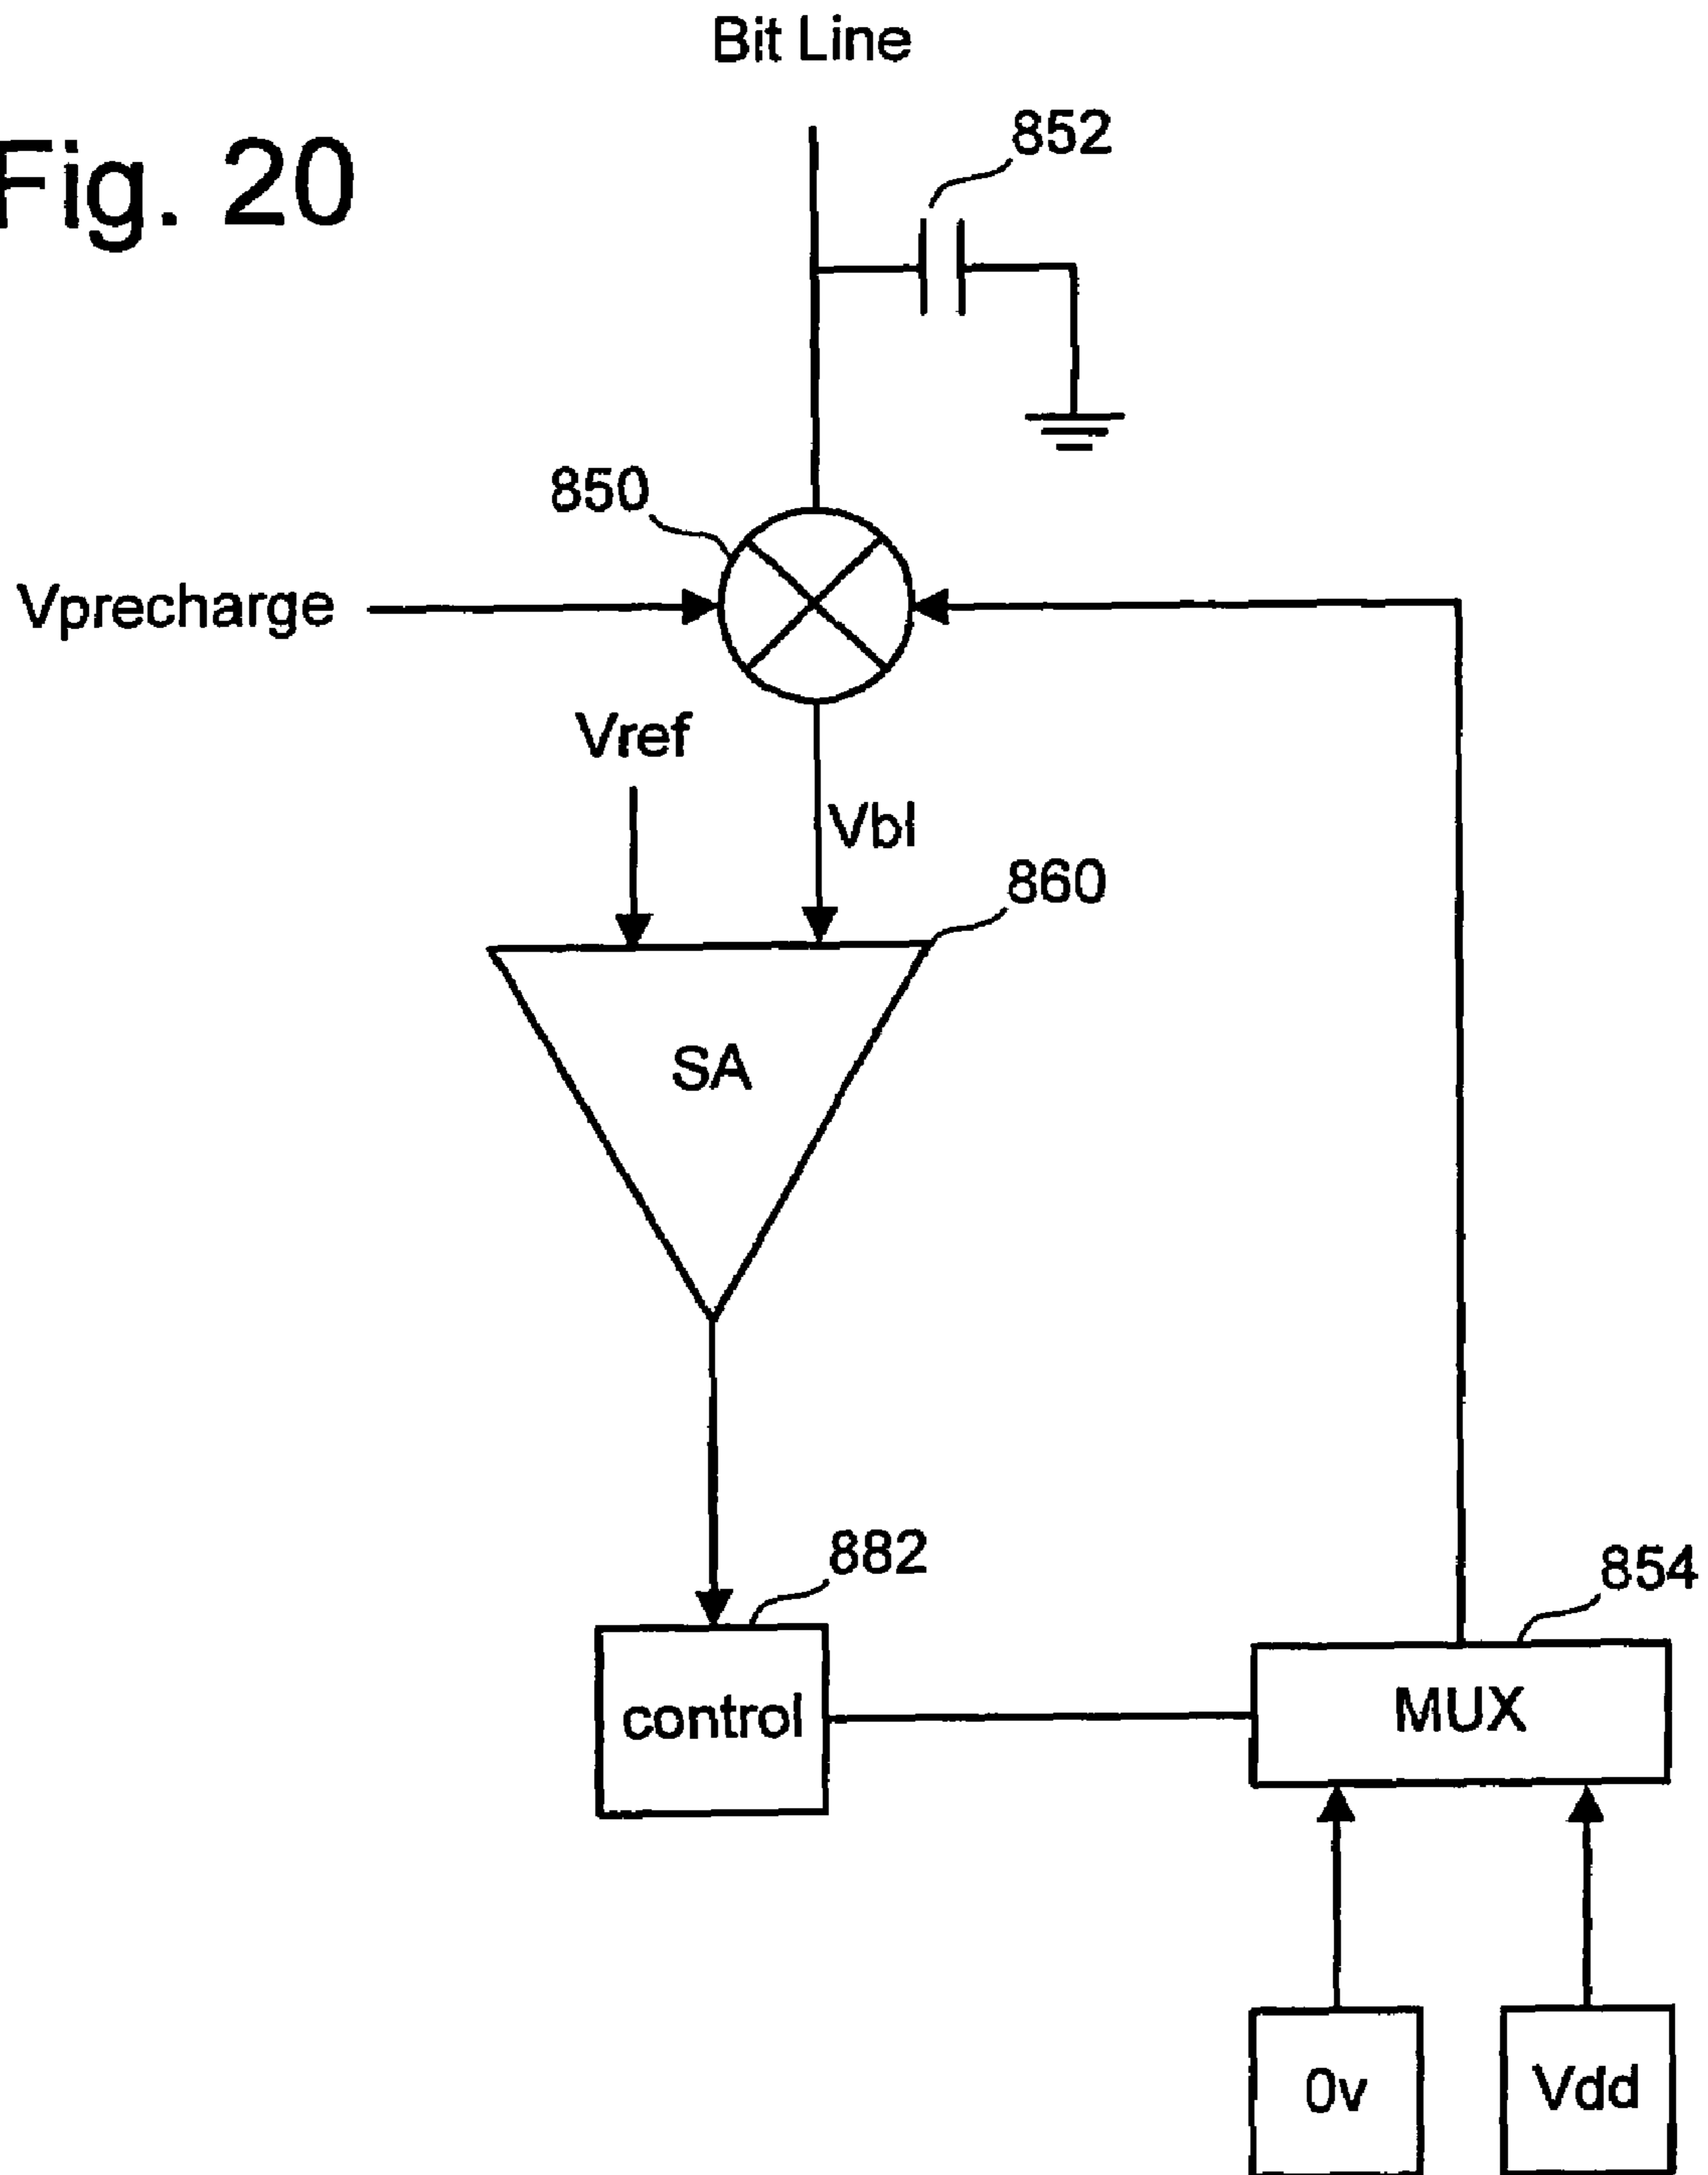 Bit Line
852
Fig. 20
850
Vprecharge
Vref
Vbl
860
SA
882
854
control
MUX
0v
Vdd